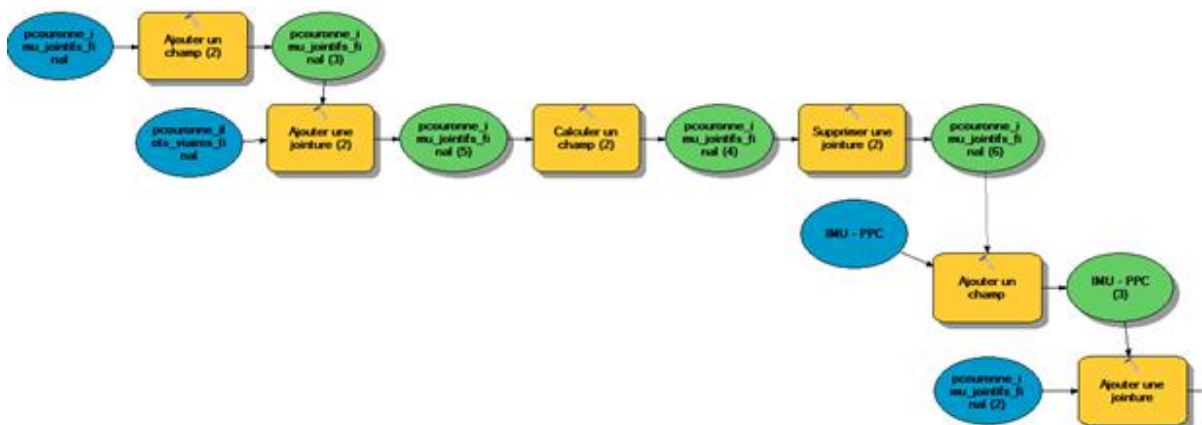 pcouronne_i
mu_jointifs_fi
nal
Ajouter un
champ (2)
pcouronne_i
mu_jointifs_fi
nal (3)
pcouronne_il
ots_viaires_fi
nal
Ajouter une
jointure (2)
pcouronne_i
mu_jointifs_fi
nal (5)
Calculer un
champ (2)
pcouronne_i
mu_jointifs_fi
nal (4)
Supprimer une
jointure (2)
pcouronne_i
mu_jointifs_fi
nal (6)
IMU - PPC
Ajouter un
champ
IMU - PPC
(3)
pcouronne_i
mu_jointifs_fi
nal (2)
Ajouter une
jointure